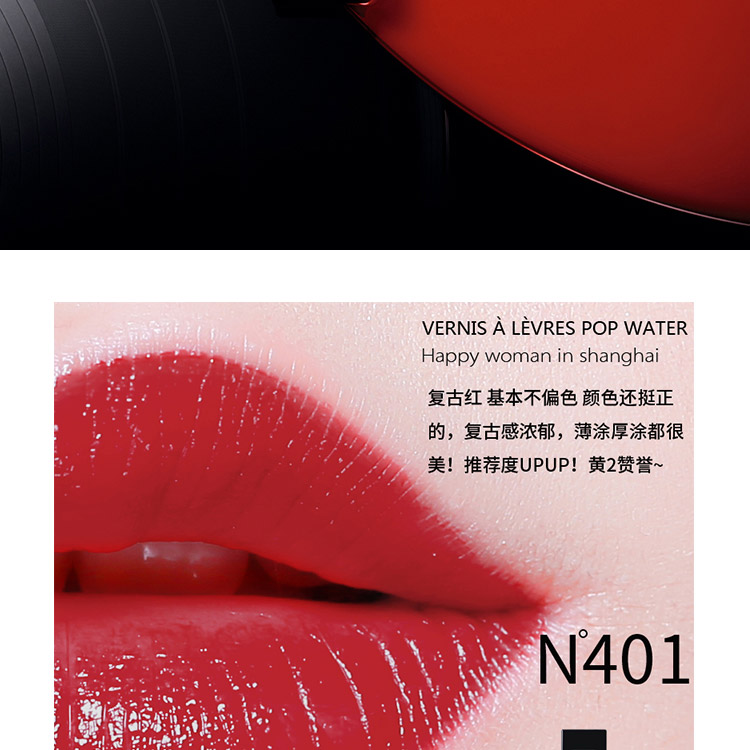 VERNIS À LÈVRES POP WATER
Happy woman in shanghai
复古红 基本不偏色 颜色还挺正
的，复古感浓郁，薄涂厚涂都很
美！推荐度UPUP！黄2赞誉~
N°401